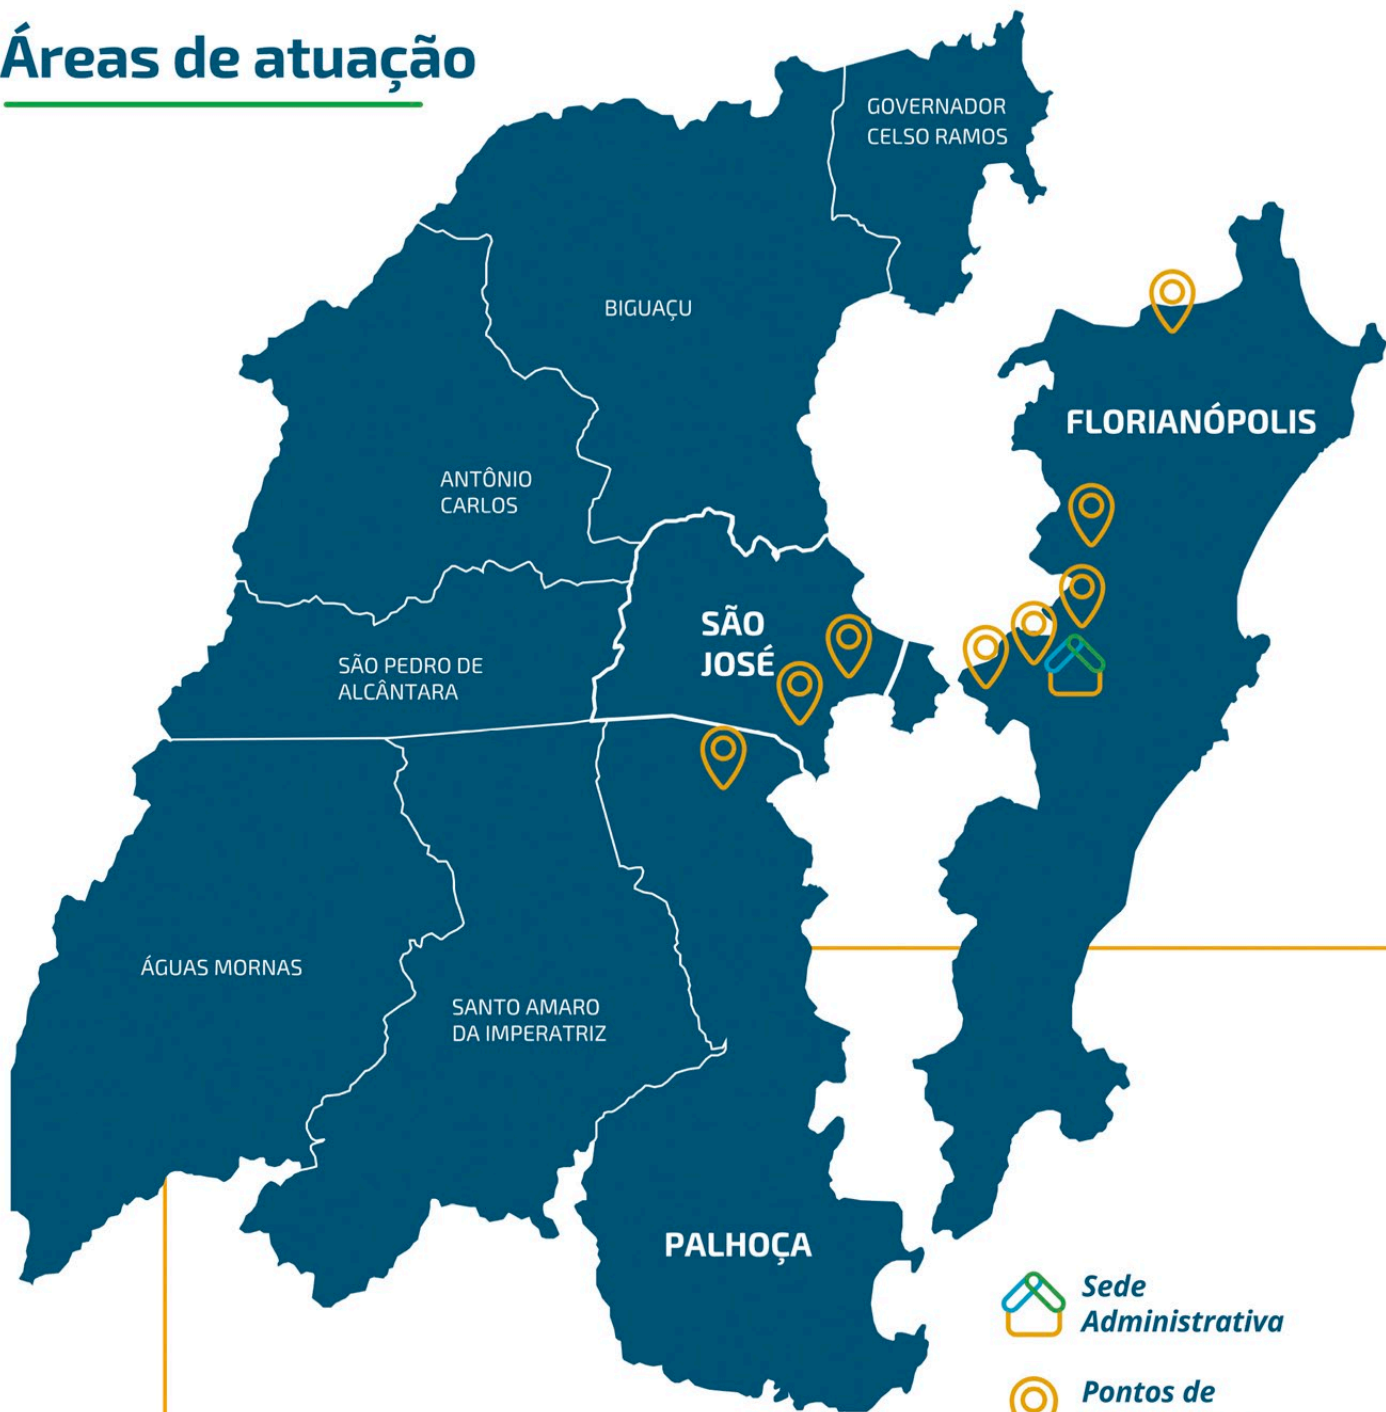 Áreas de atuação
GOVERNADOR
CELSO RAMOS
BIGUAÇU
FLORIANÓPOLIS
ANTÔNIO
CARLOS
SÃO
JOSÉ
SÃO PEDRO DE
ALCÂNTARA
ÁGUAS MORNAS
SANTO AMARO
DA IMPERATRIZ
PALHOÇA
Sede
Administrativa
Pontos de